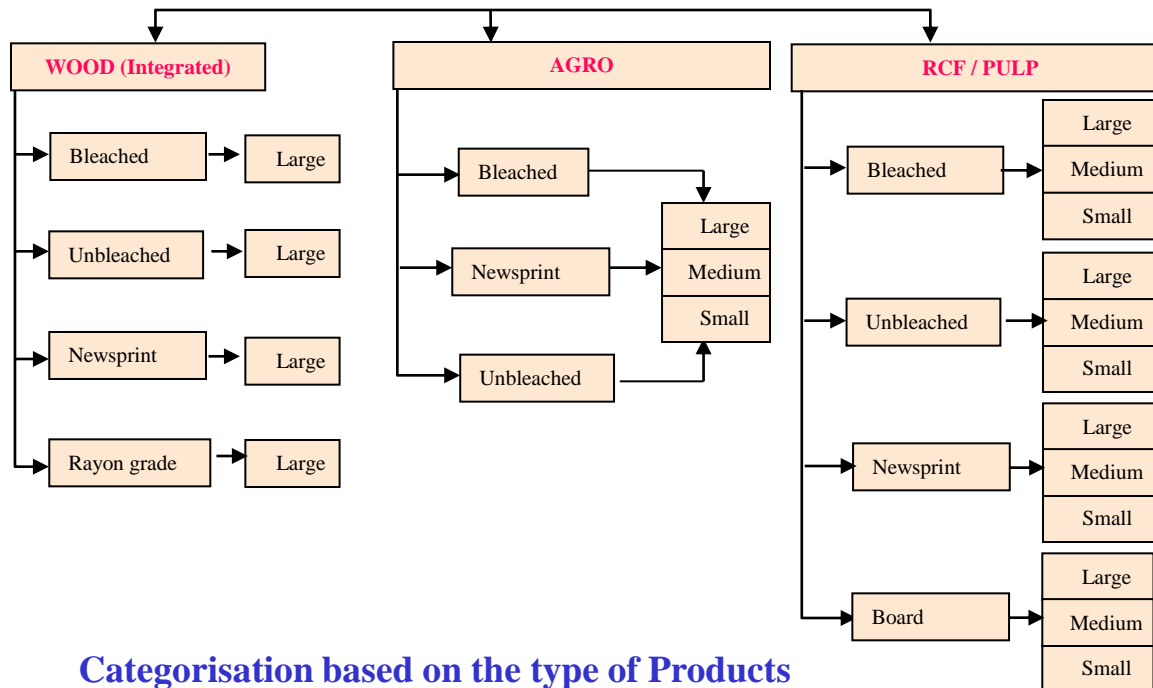 WOOD (Integrated)
Bleached
Large
Unbleached
Large
Newsprint
Large
Rayon grade
Large
AGRO
Bleached
Newsprint
Unbleached
Large
Medium
Small
RCF / PULP
Bleached
Large
Medium
Small
Unbleached
Large
Medium
Small
Newsprint
Large
Medium
Small
Board
Large
Medium
Small
Categorisation based on the type of Products